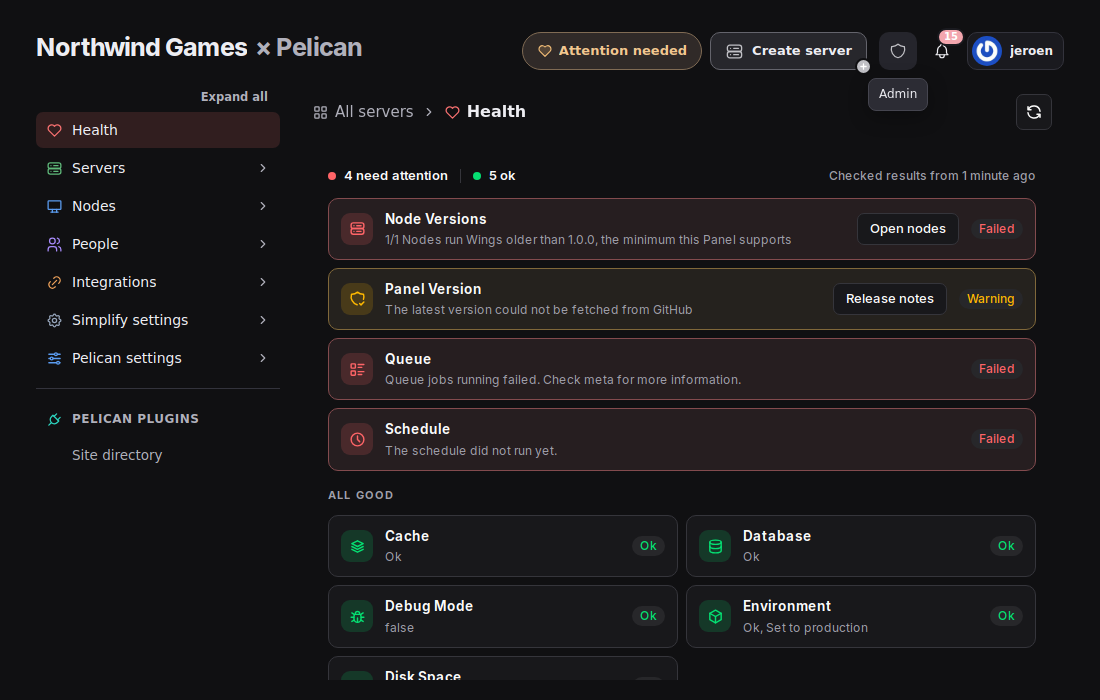 Northwind Games × Pelican
Attention needed
Create server
15
jeroen
Admin
Expand all
Health
Servers
Nodes
People
Integrations
Simplify settings
Pelican settings
PELICAN PLUGINS
Site directory
All servers > Health
4 need attention
5 ok
Checked results from 1 minute ago
Node Versions
1/1 Nodes run Wings older than 1.0.0, the minimum this Panel supports
Open nodes
Failed
Panel Version
The latest version could not be fetched from GitHub
Release notes
Warning
Queue
Queue jobs running failed. Check meta for more information.
Failed
Schedule
The schedule did not run yet.
Failed
ALL GOOD
Cache
Ok
Ok
Database
Ok
Ok
Debug Mode
false
Ok
Environment
Ok, Set to production
Ok
Disk Space